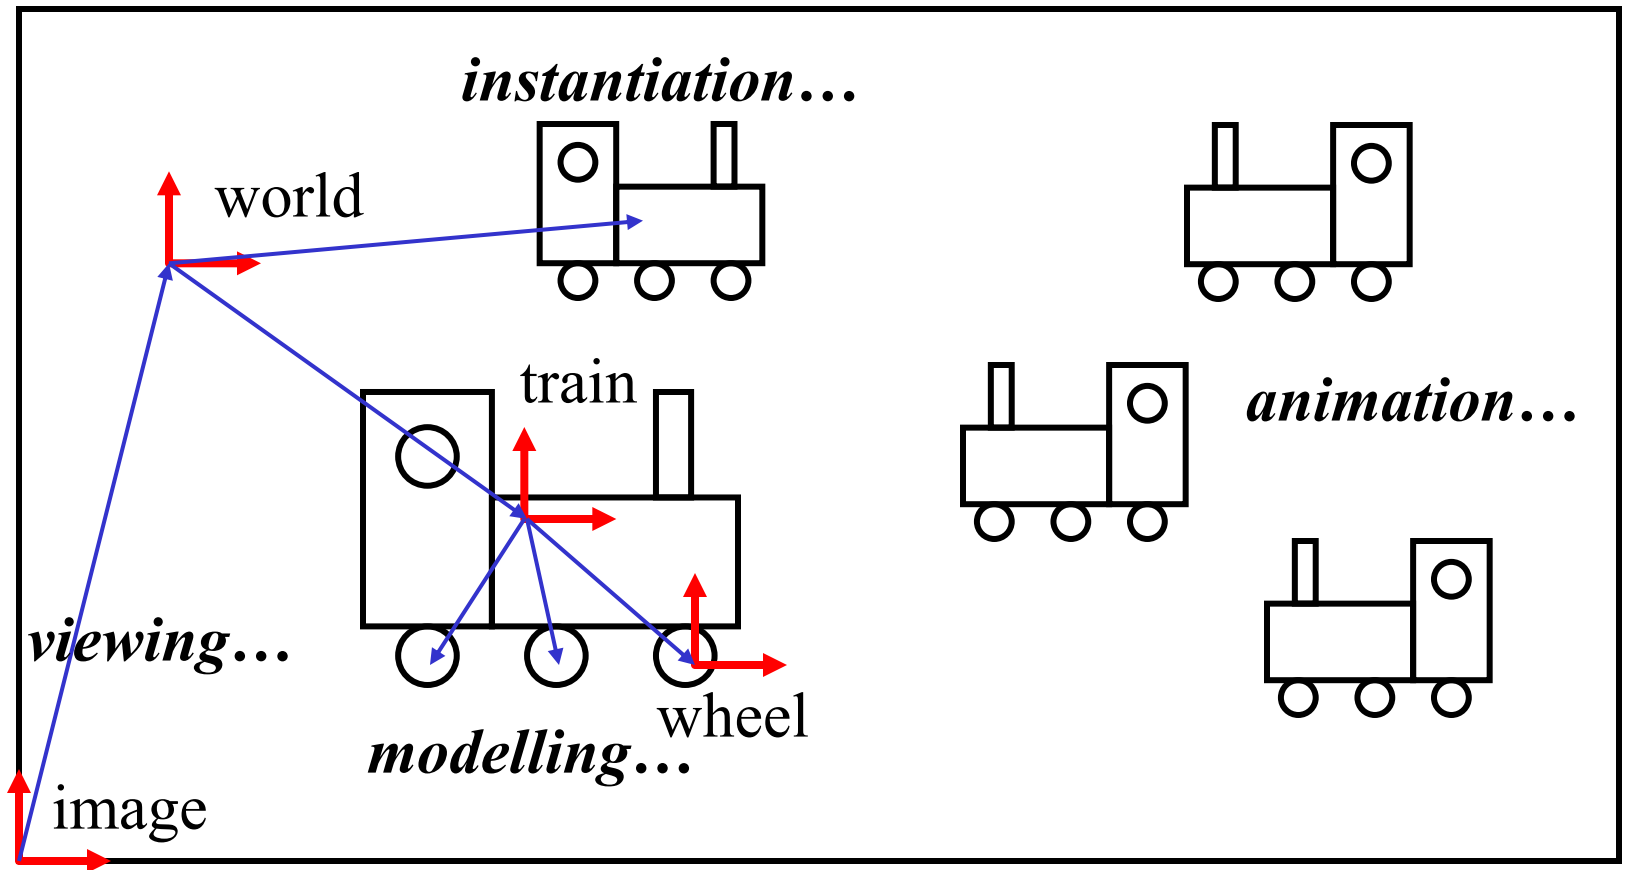 instantiation…
world
train
animation…
viewing…
wheel
modelling…
image